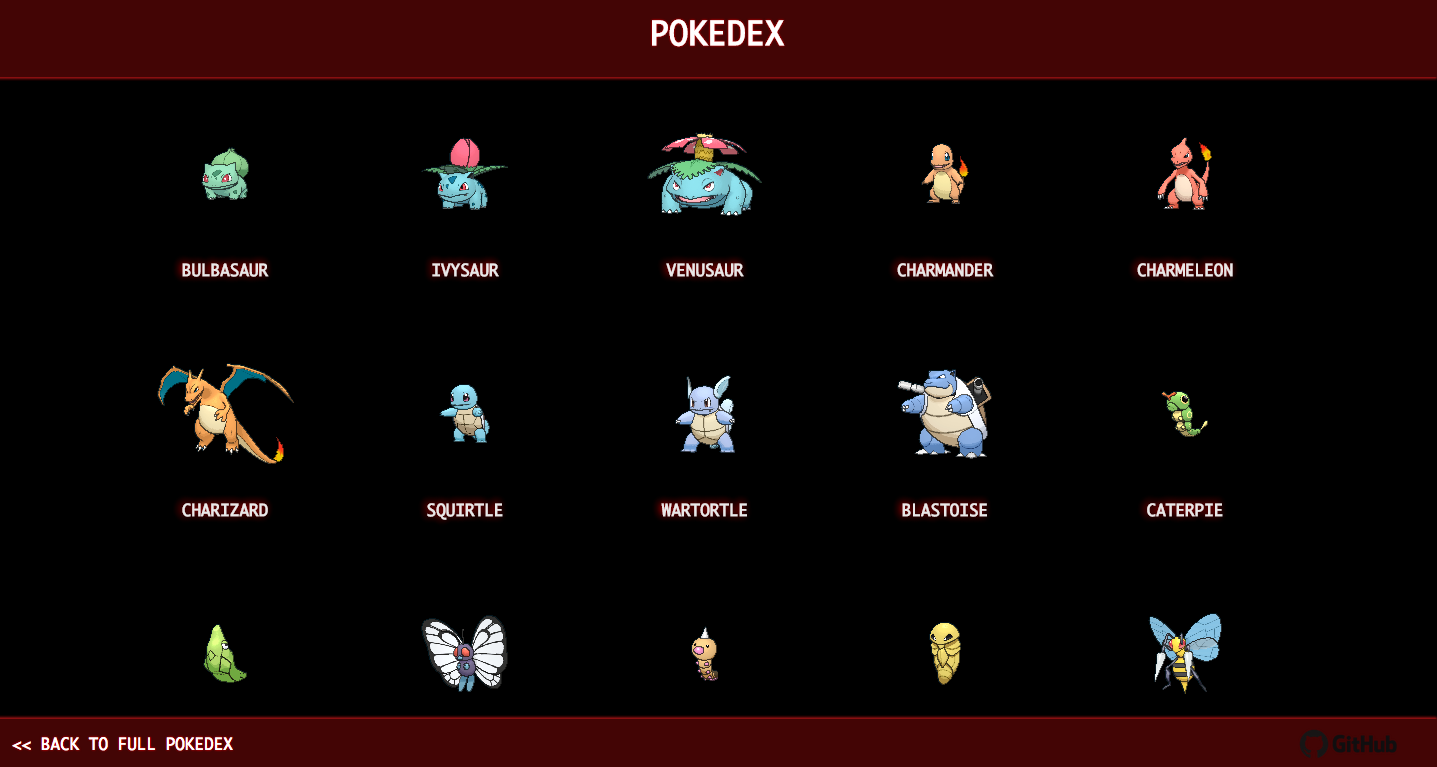 POKEDEX
BULBASAUR
IVYSAUR
VENUSAUR
CHARMANDER
CHARMELEON
CHARIZARD
SQUIRTLE
WARTORTLE
BLASTOISE
CATERPIE
<< BACK TO FULL POKEDEX
GitHub